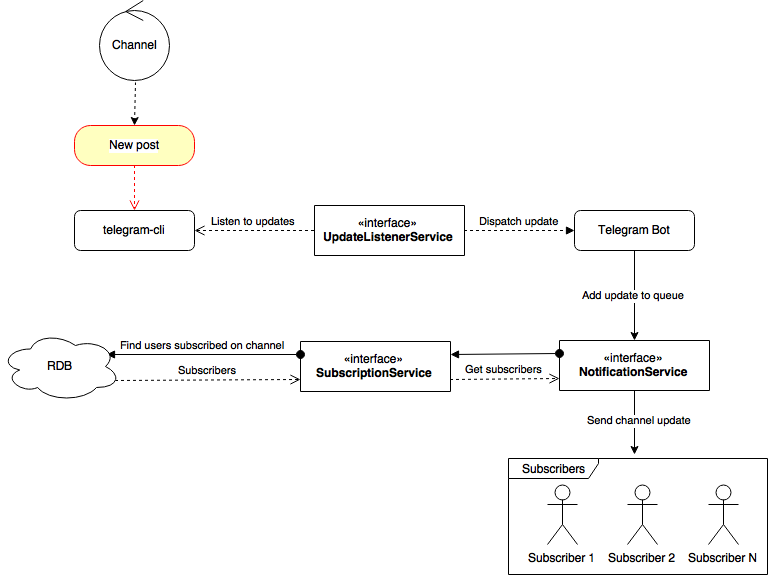 Channel
New post
telegram-cli
Listen to updates
«interface»
UpdateListenerService
Dispatch update
Telegram Bot
Add update to queue
RDB
Find users subscribed on channel
Subscribers
«interface»
SubscriptionService
Get subscribers
«interface»
NotificationService
Send channel update
Subscribers
Subscriber 1
Subscriber 2
Subscriber N